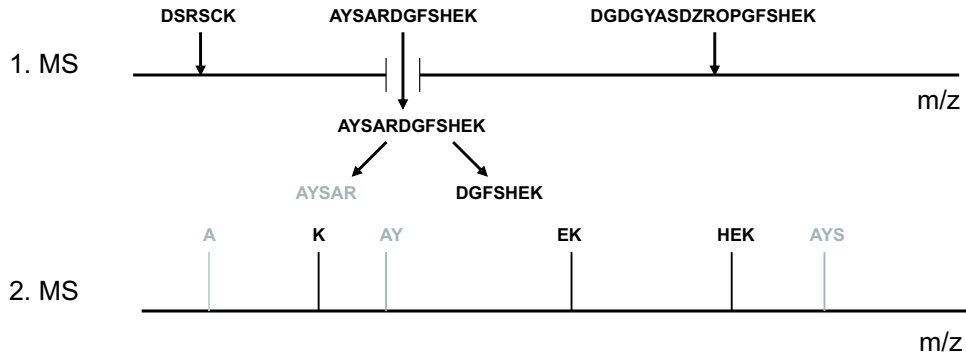 DSRSCK AYSARDGFSHEK DGDGYASDZROPGFSHEK
1. MS
m/z
AYSARDGFSHEK
AYSAR DGFSHEK
A K AY EK HEK AYS
2. MS
m/z